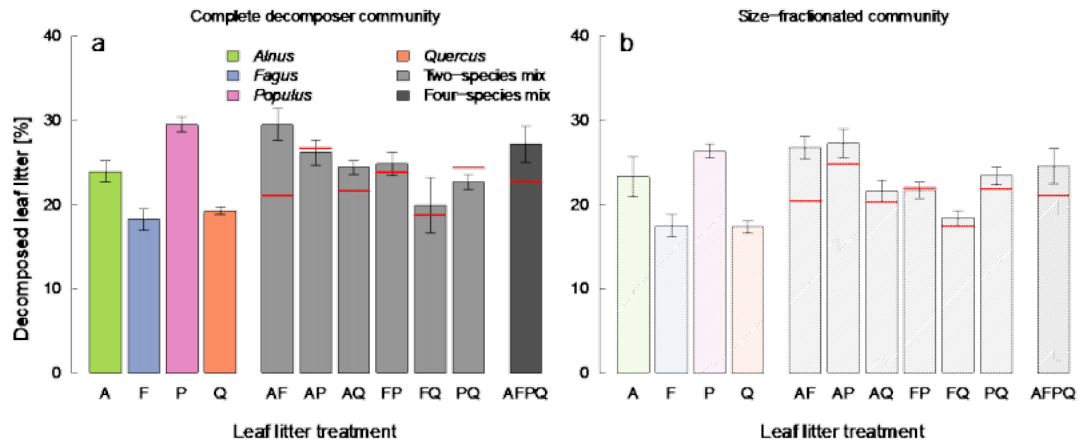 Complete decomposer community
Size-fractionated community
Decomposed leaf litter [%]
40
30
20
10
0
a
Alnus
Fagus
Populus
Quercus
Two-species mix
Four-species mix
A F P Q AF AP AQ FP FQ PQ AFPQ
Leaf litter treatment
40
30
20
10
0
b
A F P Q AF AP AQ FP FQ PQ AFPQ
Leaf litter treatment